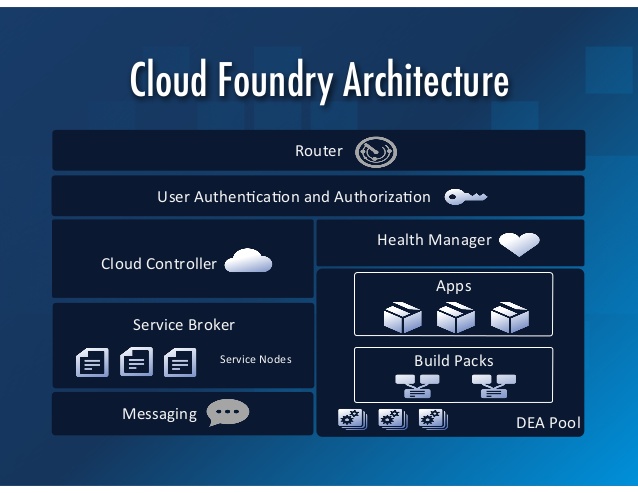 Cloud Foundry Architecture
Router
User Authentication and Authorization
Cloud Controller
Health Manager
Apps
Service Broker
Service Nodes
Build Packs
Messaging
DEA Pool